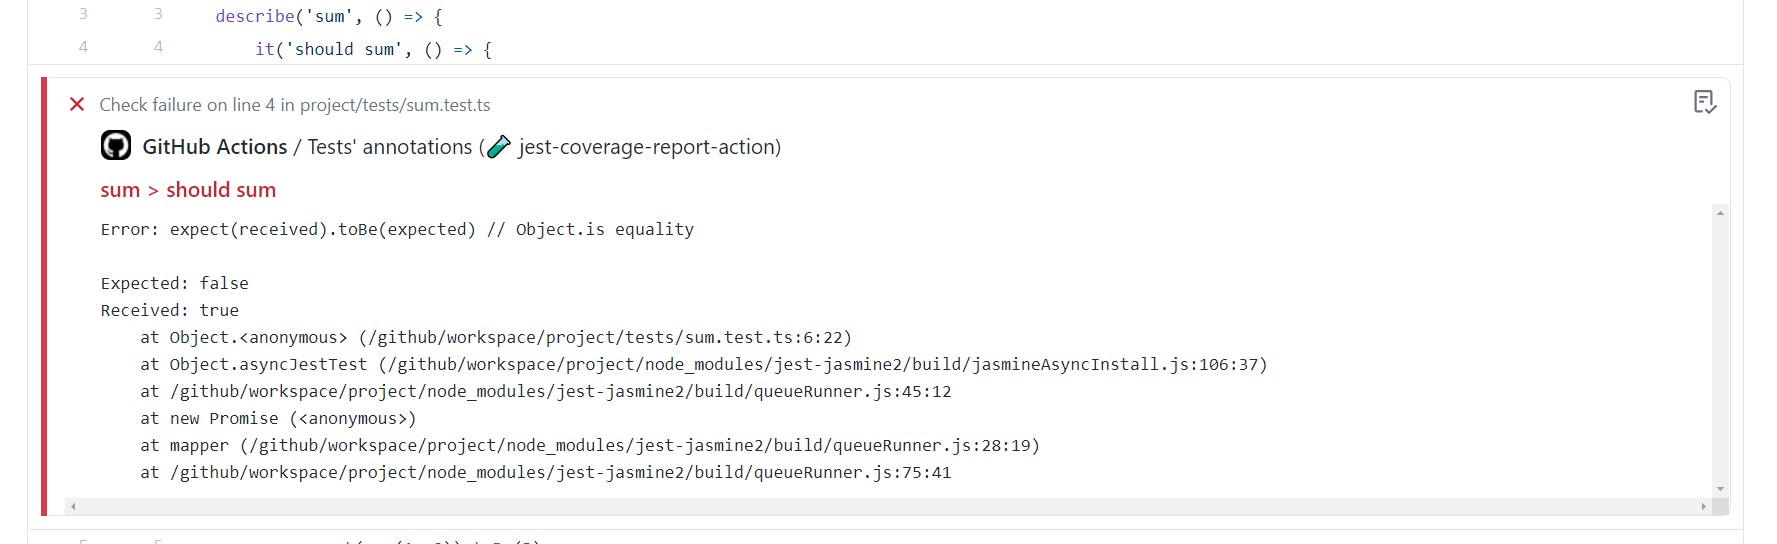 3 3 describe('sum', () => {
4 4 it('should sum', () => {
Check failure on line 4 in project/tests/sum.test.ts
GitHub Actions / Tests' annotations (🧪 jest-coverage-report-action)
sum > should sum
Error: expect(received).toBe(expected) // Object.is equality
Expected: false
Received: true
at Object.<anonymous> (/github/workspace/project/tests/sum.test.ts:6:22)
at Object.asyncJestTest (/github/workspace/project/node_modules/jest-jasmine2/build/jasmineAsyncInstall.js:106:37)
at /github/workspace/project/node_modules/jest-jasmine2/build/queueRunner.js:45:12
at new Promise (<anonymous>)
at mapper (/github/workspace/project/node_modules/jest-jasmine2/build/queueRunner.js:28:19)
at /github/workspace/project/node_modules/jest-jasmine2/build/queueRunner.js:75:41